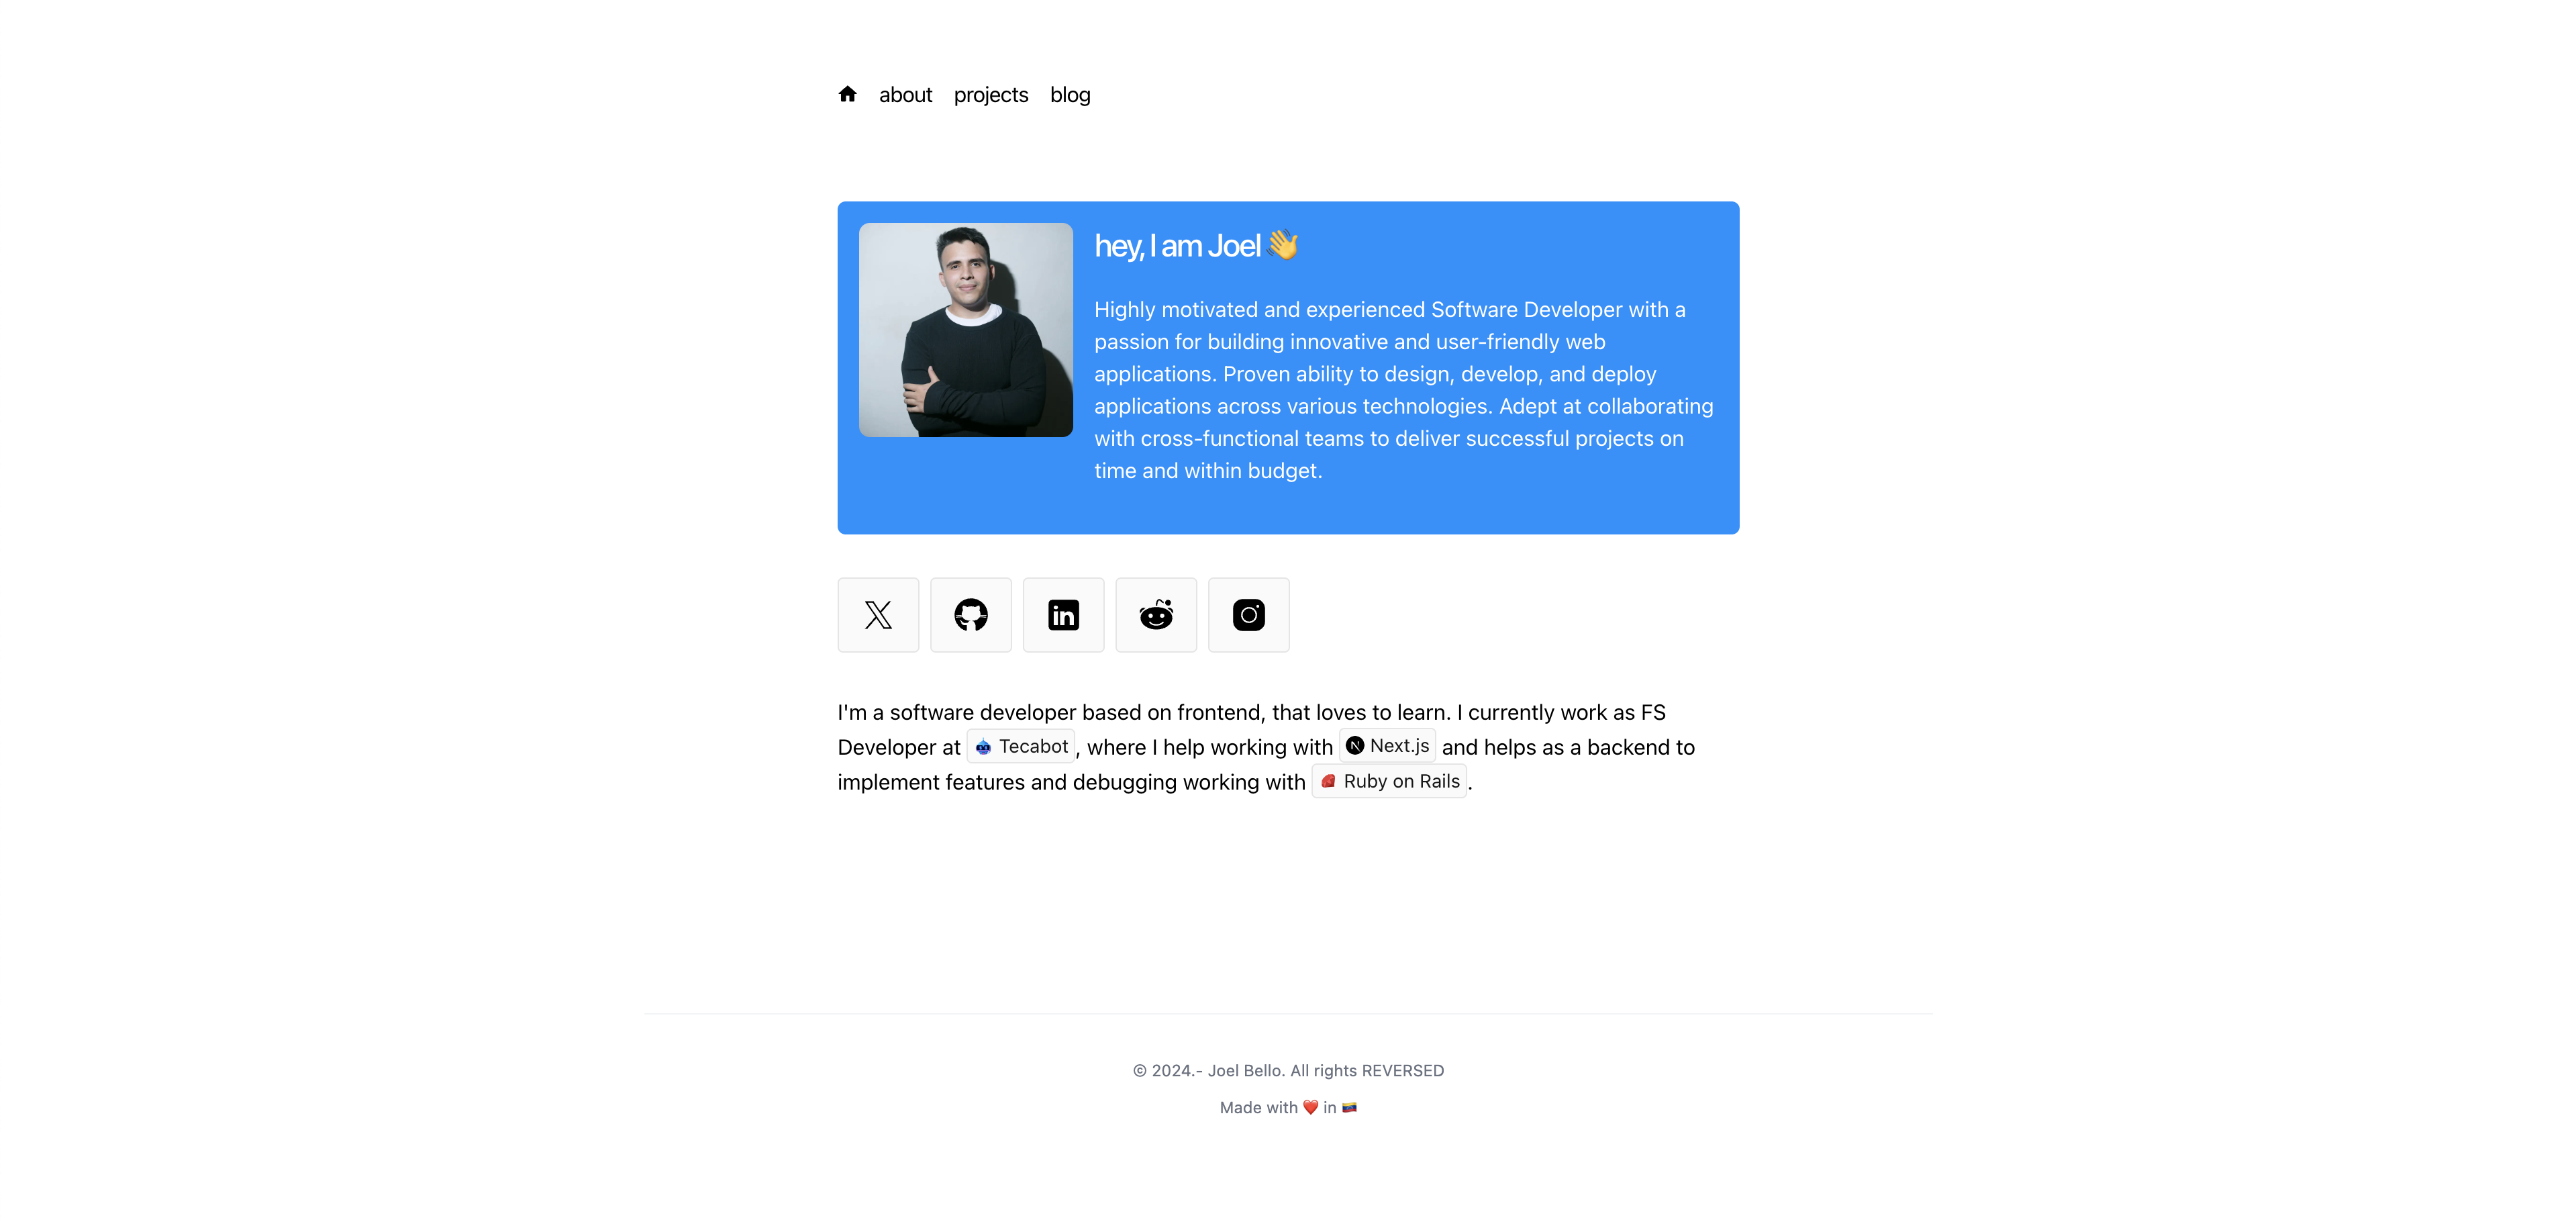 about projects blog
hey, I am Joel 👋
Highly motivated and experienced Software Developer with a
passion for building innovative and user-friendly web
applications. Proven ability to design, develop, and deploy
applications across various technologies. Adept at collaborating
with cross-functional teams to deliver successful projects on
time and within budget.
I'm a software developer based on frontend, that loves to learn. I currently work as FS
Developer at Tecabot, where I help working with Next.js and helps as a backend to
implement features and debugging working with Ruby on Rails.
© 2024.- Joel Bello. All rights REVERSED
Made with ❤️ in 🇻🇪